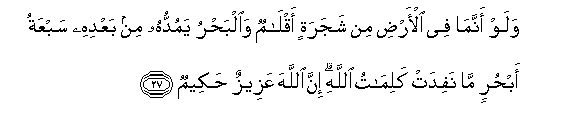 وَلَوْ أَنَّمَا فِى ٱلْأَرْضِ مِن شَجَرَةٍ أَقْلَـٰمٌ وَٱلْبَحْرُ يَمُدُّهُۥ مِنۢ بَعْدِهِۦ سَبْعَةُ
أَبْحُرٍ مَّا نَفِدَتْ كَلِمَـٰتُ ٱللَّهِ ۗ إِنَّ ٱللَّهَ عَزِيزٌ حَكِيمٌ ٢٧